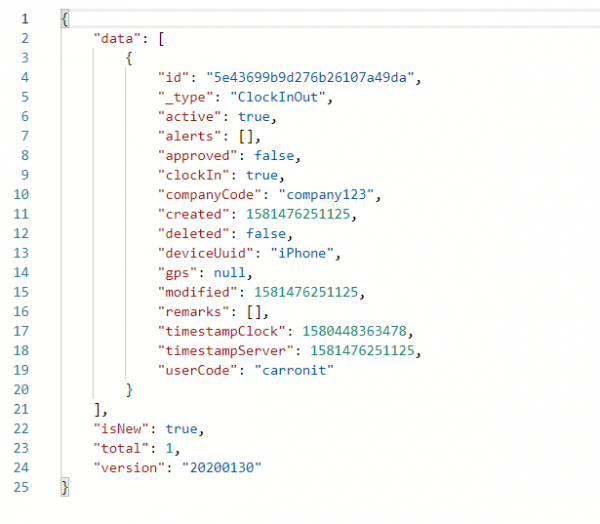 1 {
2 "data": [
3 {
4 "id": "5e43699b9d276b26107a49da",
5 "_type": "ClockInOut",
6 "active": true,
7 "alerts": [],
8 "approved": false,
9 "clockIn": true,
10 "companyCode": "company123",
11 "created": 1581476251125,
12 "deleted": false,
13 "deviceUuid": "iPhone",
14 "gps": null,
15 "modified": 1581476251125,
16 "remarks": [],
17 "timestampClock": 1580448363478,
18 "timestampServer": 1581476251125,
19 "userCode": "carronit"
20 }
21 ],
22 "isNew": true,
23 "total": 1,
24 "version": "20200130"
25 }